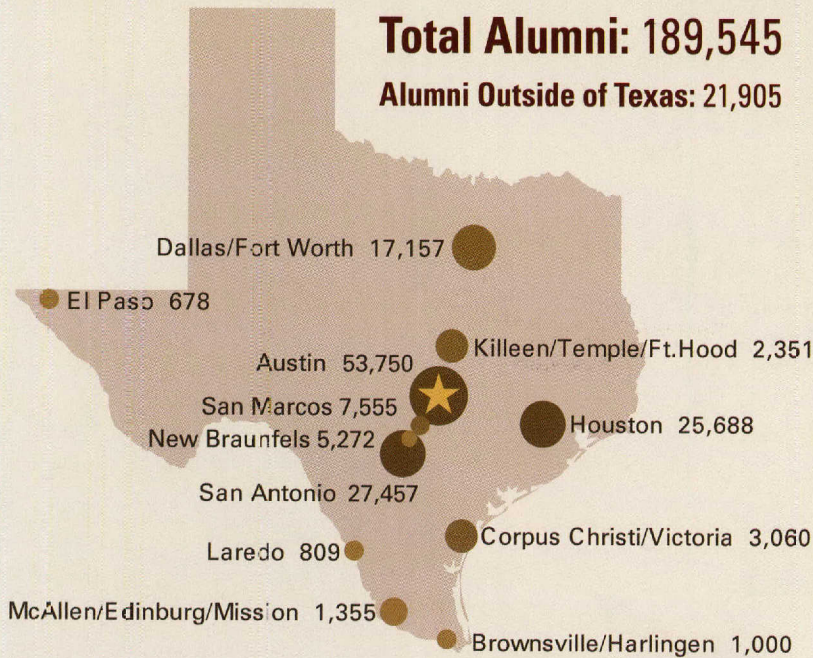 Total Alumni: 189,545
Alumni Outside of Texas: 21,905
Dallas/Fort Worth 17,157
El Paso 678
Killeen/Temple/Ft.Hood 2,351
Austin 53,750
San Marcos 7,555
Houston 25,688
New Braunfels 5,272
San Antonio 27,457
Corpus Christi/Victoria 3,060
Laredo 809
McAllen/Edinburg/Mission 1,355
Brownsville/Harlingen 1,000